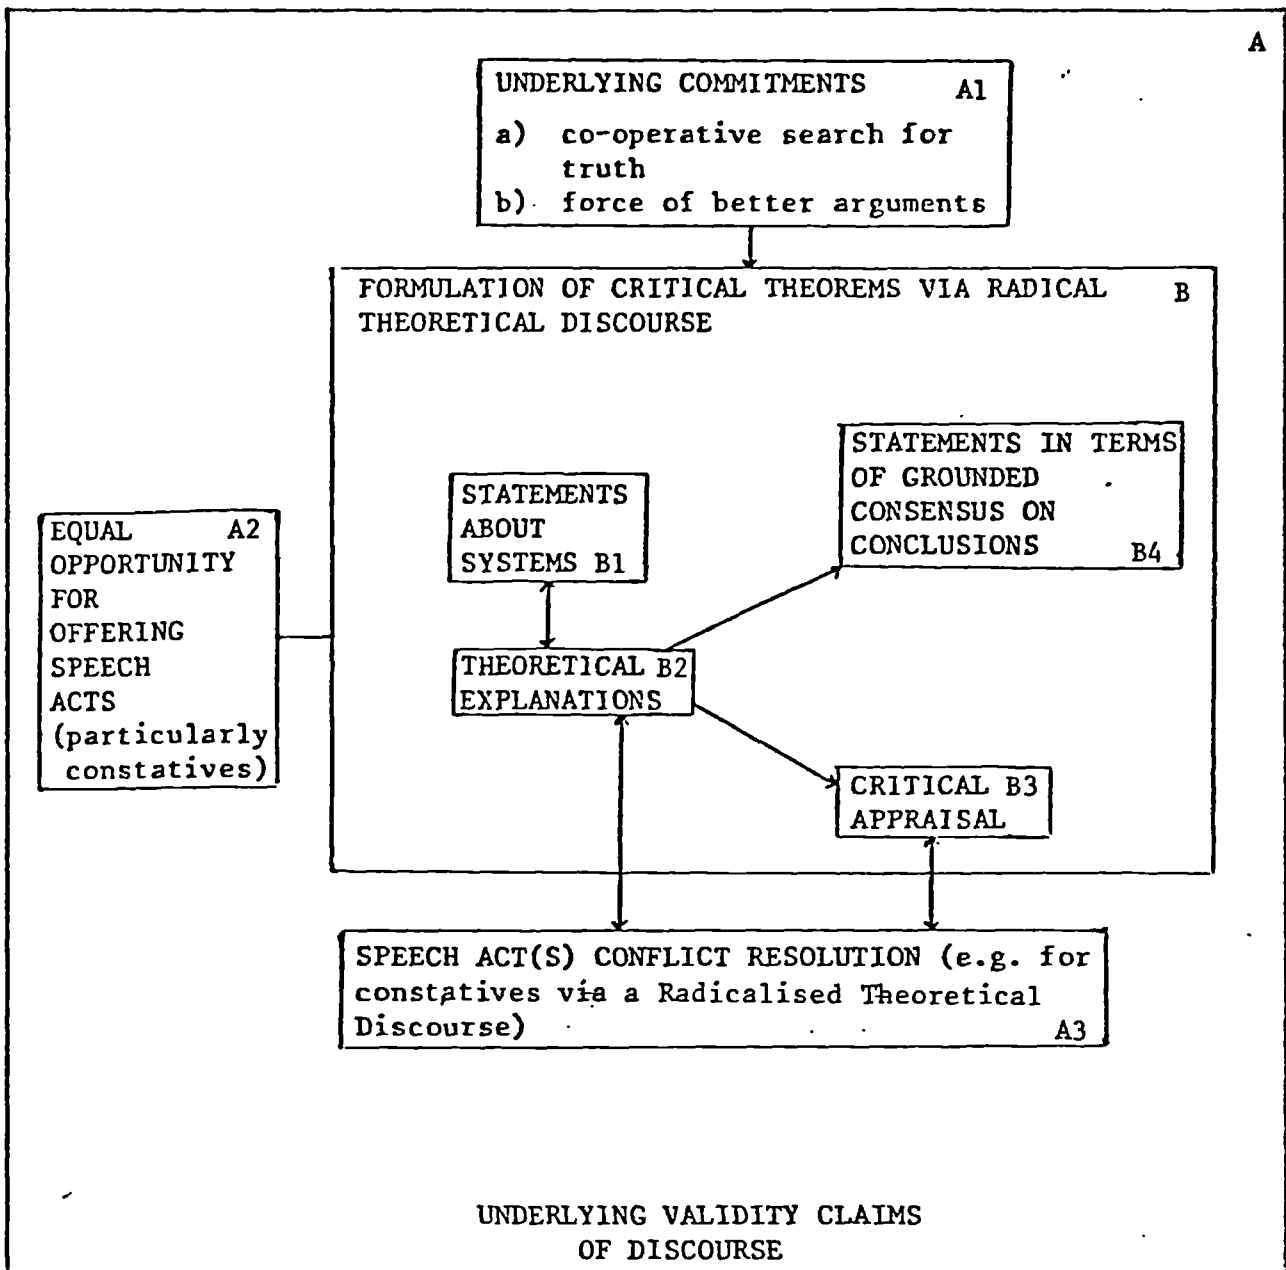 A
UNDERLYING COMMITMENTS A1
a) co-operative search for
truth
b) force of better arguments
FORMULATION OF CRITICAL THEOREMS VIA RADICAL B
THEORETICAL DISCOURSE
STATEMENTS IN TERMS
OF GROUNDED
CONSENSUS ON
CONCLUSIONS
B4
STATEMENTS
ABOUT
SYSTEMS B1
EQUAL A2
OPPORTUNITY
FOR
OFFERING
SPEECH
ACTS
(particularly
constatives)
THEORETICAL B2
EXPLANATIONS
CRITICAL B3
APPRAISAL
SPEECH ACT(S) CONFLICT RESOLUTION (e.g. for
constatives via a Radicalised Theoretical
Discourse)
A3
UNDERLYING VALIDITY CLAIMS
OF DISCOURSE